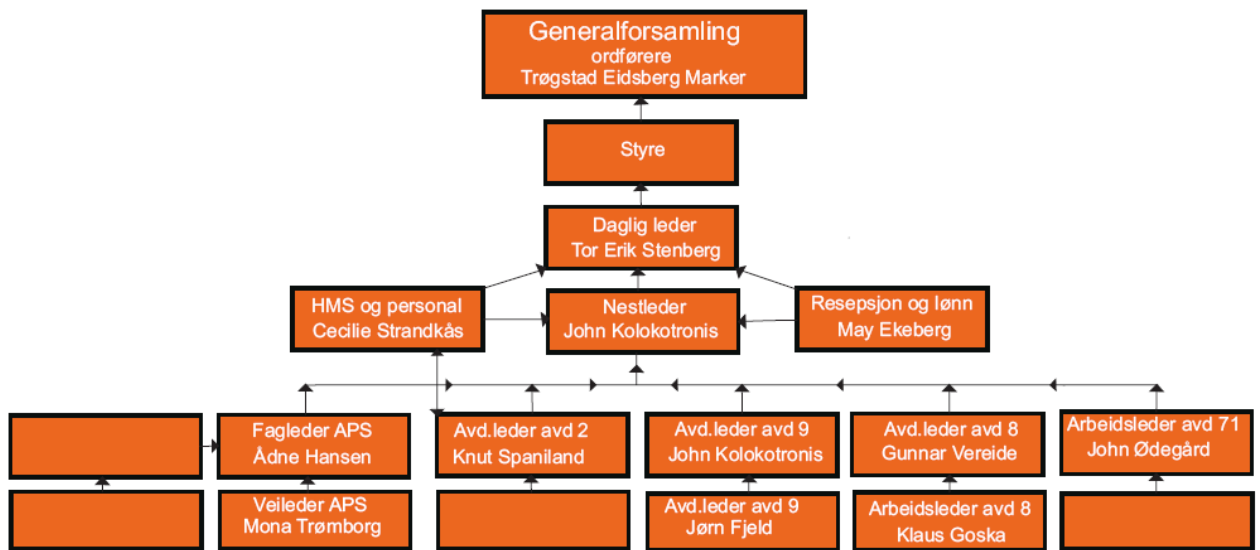 Generalforsamling
ordførere
Trøgstad Eidsberg Marker
Styre
Daglig leder
Tor Erik Stenberg
HMS og personal
Cecilie Strandkås
Nestleder
John Kolokotronis
Resepsjon og lønn
May Ekeberg
Fagleder APS
Ådne Hansen
Avd.leder avd 2
Knut Spaniland
Avd.leder avd 9
John Kolokotronis
Avd.leder avd 8
Gunnar Vereide
Arbeidsleder avd 71
John Ødegård
Veileder APS
Mona Trømborg
Avd.leder avd 9
Jørn Fjeld
Arbeidsleder avd 8
Klaus Goska